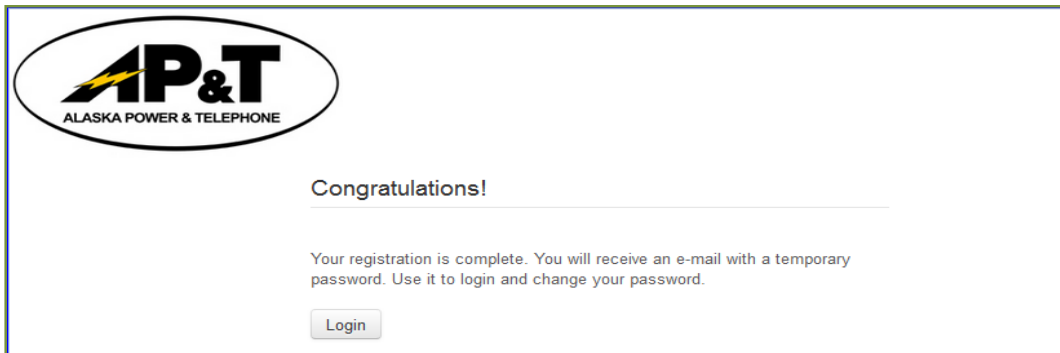 AP&T
ALASKA POWER & TELEPHONE
Congratulations!
Your registration is complete. You will receive an e-mail with a temporary
password. Use it to login and change your password.
Login